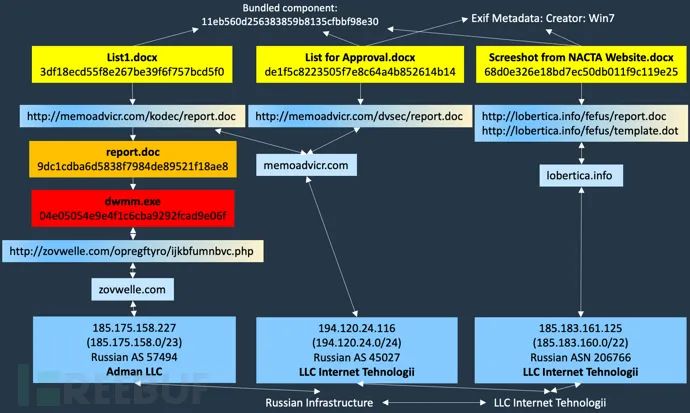 Bundled component:
11eb560d256383859b8135cfbbf98e30
Exif Metadata: Creator: Win7
List1.docx
3df18ecd55f8e267be39f6f757bcd5f0
List for Approval.docx
de1f5c8223505f7e8c64a4b852614b14
Screeshot from NACTA Website.docx
68d0e326e18bd7ec50db011f9c119e25
http://memoadvicr.com/kodec/report.doc
http://memoadvicr.com/dvsec/report.doc
http://lobertica.info/fefus/report.doc
http://lobertica.info/fefus/template.dot
report.doc
9dc1cdba6d5838f7984de89521f18ae8
memoadvicr.com
lobertica.info
dwmm.exe
04e05054e9e4f1c6cba9292fcad9e06f
http://zovwelle.com/opregftyro/ijkbfumnbvc.php
zovwelle.com
185.175.158.227
(185.175.158.0/23)
Russian AS 57494
Adman LLC
194.120.24.116
(194.120.24.0/24)
Russian AS 45027
LLC Internet Tehnologii
185.183.161.125
(185.183.160.0/22)
Russian ASN 206766
LLC Internet Tehnologii
REEBUF
Russian Infrastructure
LLC Internet Tehnologii